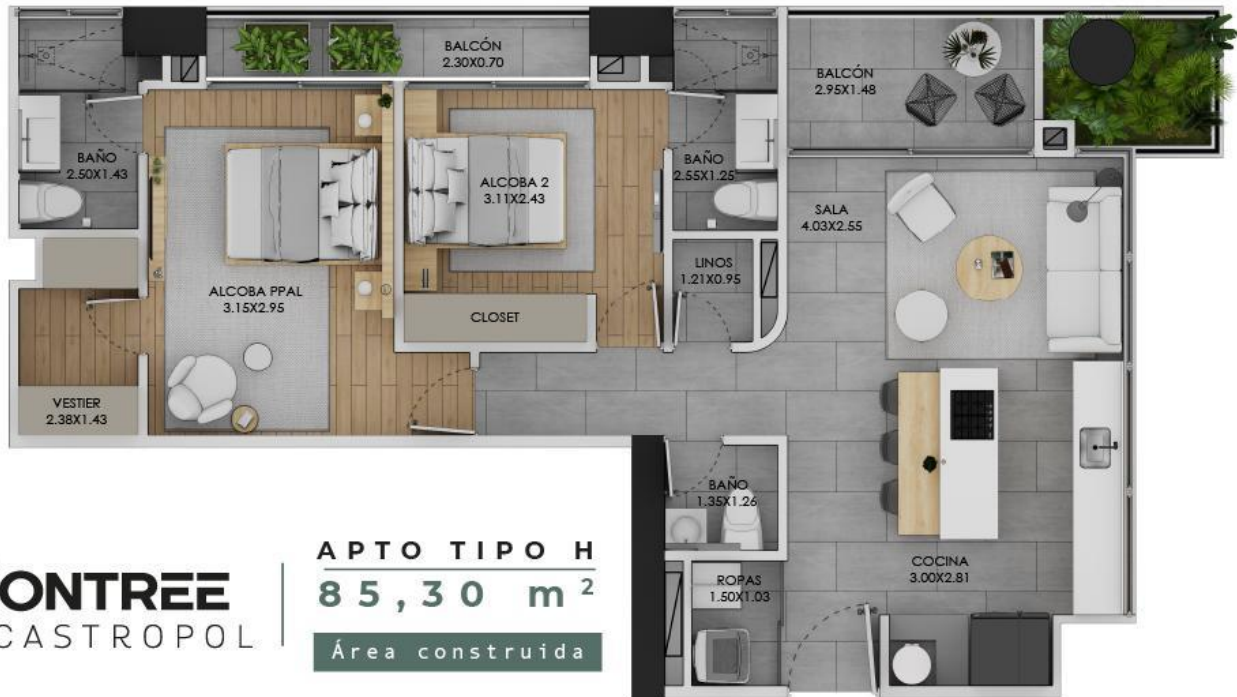 BALCÓN
2.30X0.70
BALCÓN
2.95X1.48
BAÑO
2.50X1.43
ALCOBA 2
3.11X2.43
BAÑO
2.55X1.25
SALA
4.03X2.55
LINOS
1.21X0.95
ALCOBA PPAL
3.15X2.95
CLOSET
VESTIER
2.38X1.43
BAÑO
1.35X1.26
COCINA
3.00X2.81
ROPAS
1.50X1.03
ONTREE
CASTROPOL
APTO TIPO H
85,30 m²
Área construida